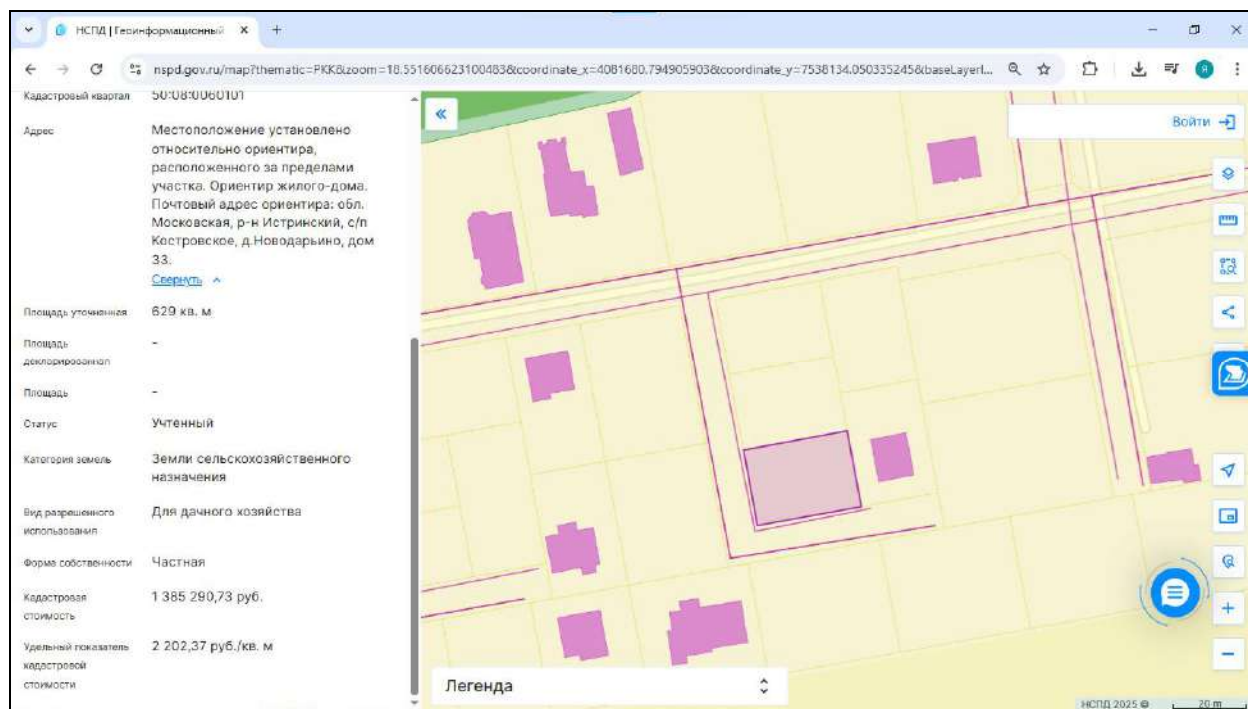 НСПД | Геоинформационный
nspd.gov.ru/map?thematic=PKK&zoom=18.551606623100483&coordinate_x=4081680.794905903&coordinate_y=7538134.050335245&baseLayerI...
Я
Кадастровый квартал 50:08:0060101
Адрес Местоположение установлено
относительно ориентира,
расположенного за пределами
участка. Ориентир жилого-дома.
Почтовый адрес ориентира: обл.
Московская, р-н Истринский, с/п
Костровское, д.Новодарьино, дом
33.
Свернуть
Площадь уточненная 629 кв. м
Площадь
декларированная -
Площадь -
Статус Учтенный
Категория земель Земли сельскохозяйственного
назначения
Вид разрешенного
использования Для дачного хозяйства
Форма собственности Частная
Кадастровая
стоимость 1 385 290,73 руб.
Удельный показатель
кадастровой
стоимости 2 202,37 руб./кв. м
Войти
Легенда
НСПД 2025 © 20 m